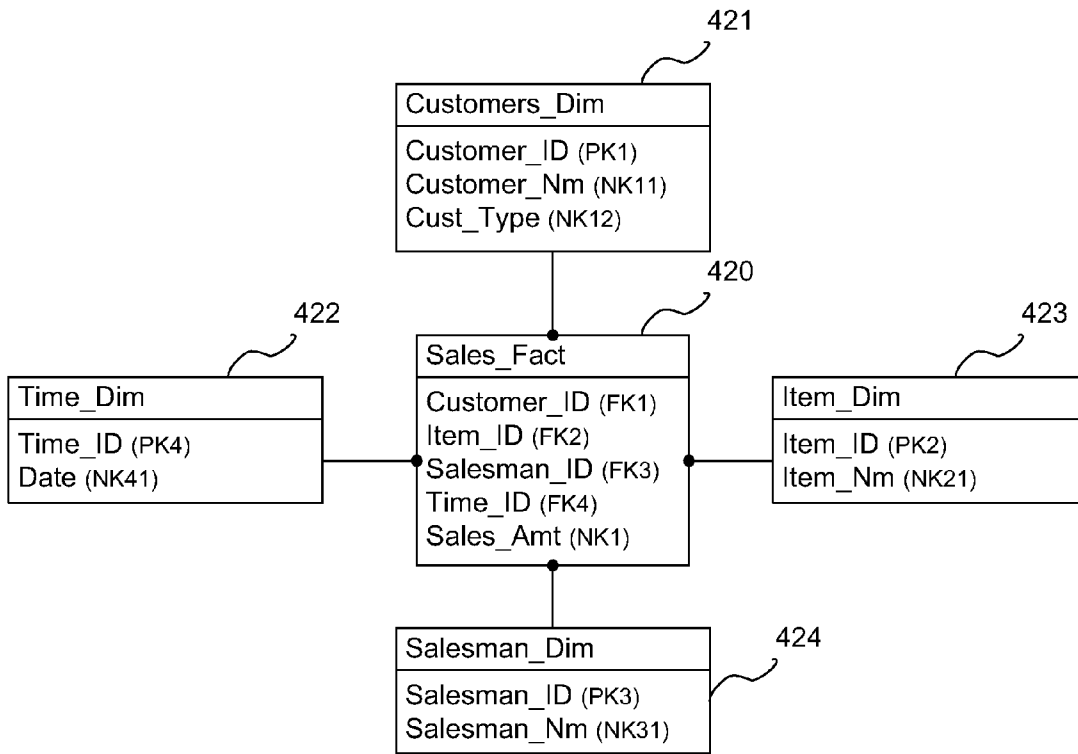 421
Customers_Dim
Customer_ID (PK1)
Customer_Nm (NK11)
Cust_Type (NK12)
420
Sales_Fact
Customer_ID (FK1)
Item_ID (FK2)
Salesman_ID (FK3)
Time_ID (FK4)
Sales_Amt (NK1)
422
Time_Dim
Time_ID (PK4)
Date (NK41)
423
Item_Dim
Item_ID (PK2)
Item_Nm (NK21)
424
Salesman_Dim
Salesman_ID (PK3)
Salesman_Nm (NK31)